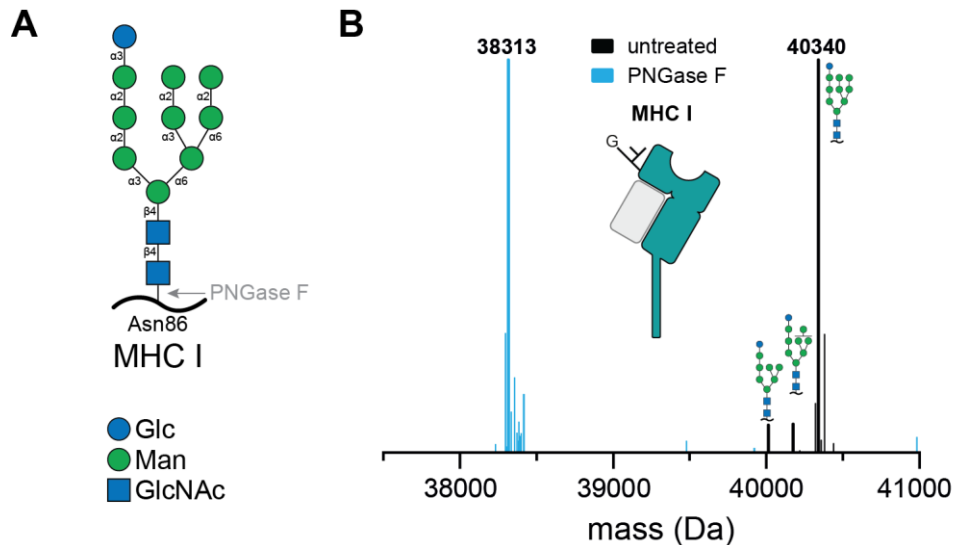 A
α3
α2
α2
α2
α2
α3
α6
α3
α6
β4
β4
PNGase F
Asn86
MHC I
Glc
Man
GlcNAc
B
38313
untreated
40340
PNGase F
MHC I
G
38000
39000
40000
41000
mass (Da)